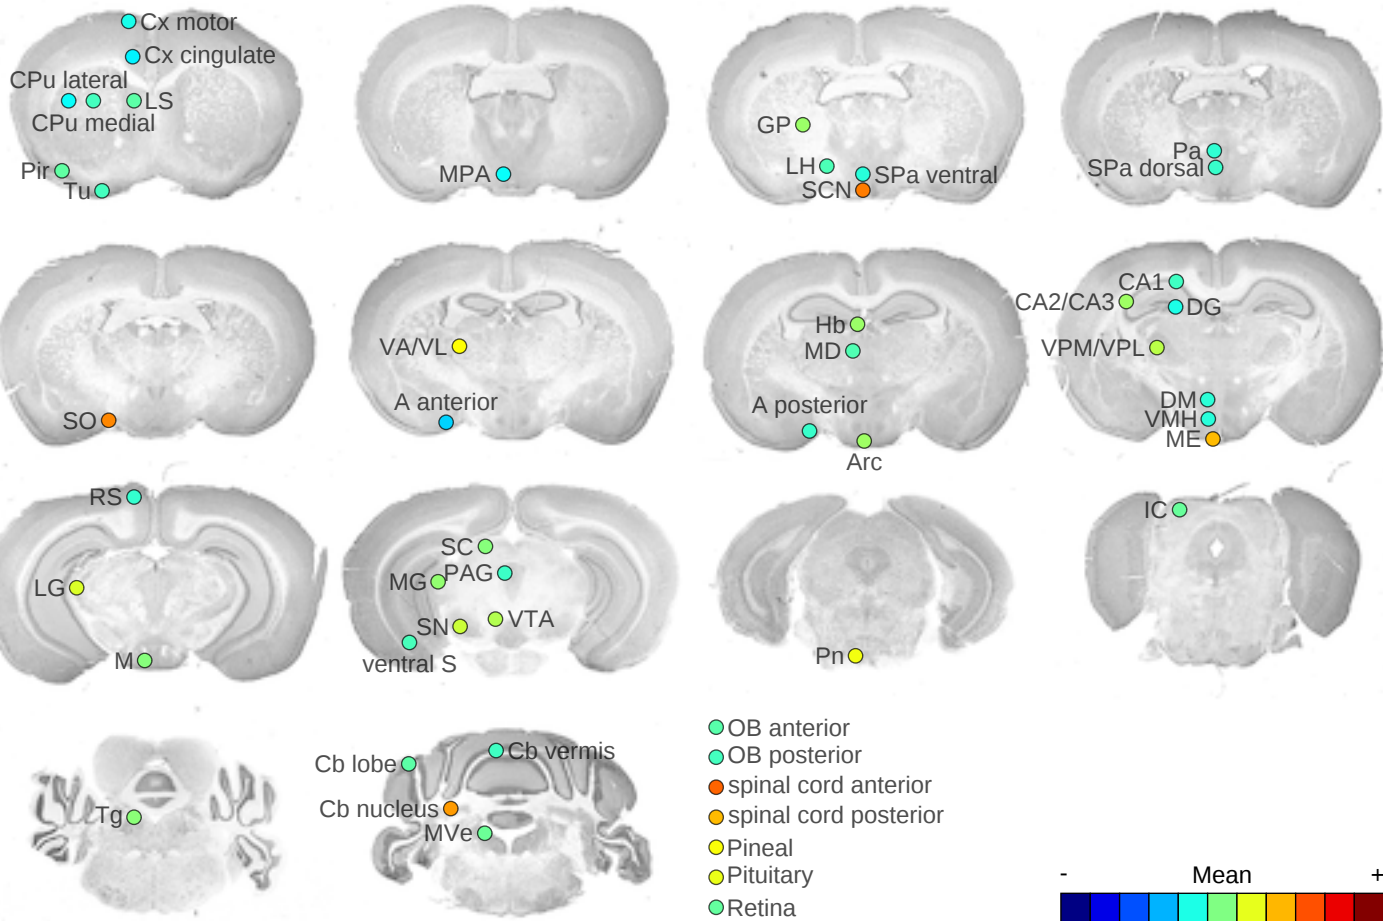 Cx motor
Cx cingulate
CPu lateral
LS
CPu medial
Pir
Tu
MPA
GP
LH
SPa ventral
SCN
Pa
SPa dorsal
SO
VA/VL
A anterior
Hb
MD
A posterior
Arc
CA1
CA2/CA3
DG
VPM/VPL
DM
VMH
ME
RS
LG
M
SC
MG
PAG
SN
VTA
ventral S
Pn
IC
Tg
Cb lobe
Cb vermis
Cb nucleus
MVe
OB anterior
OB posterior
spinal cord anterior
spinal cord posterior
Pineal
Pituitary
Retina
- Mean +